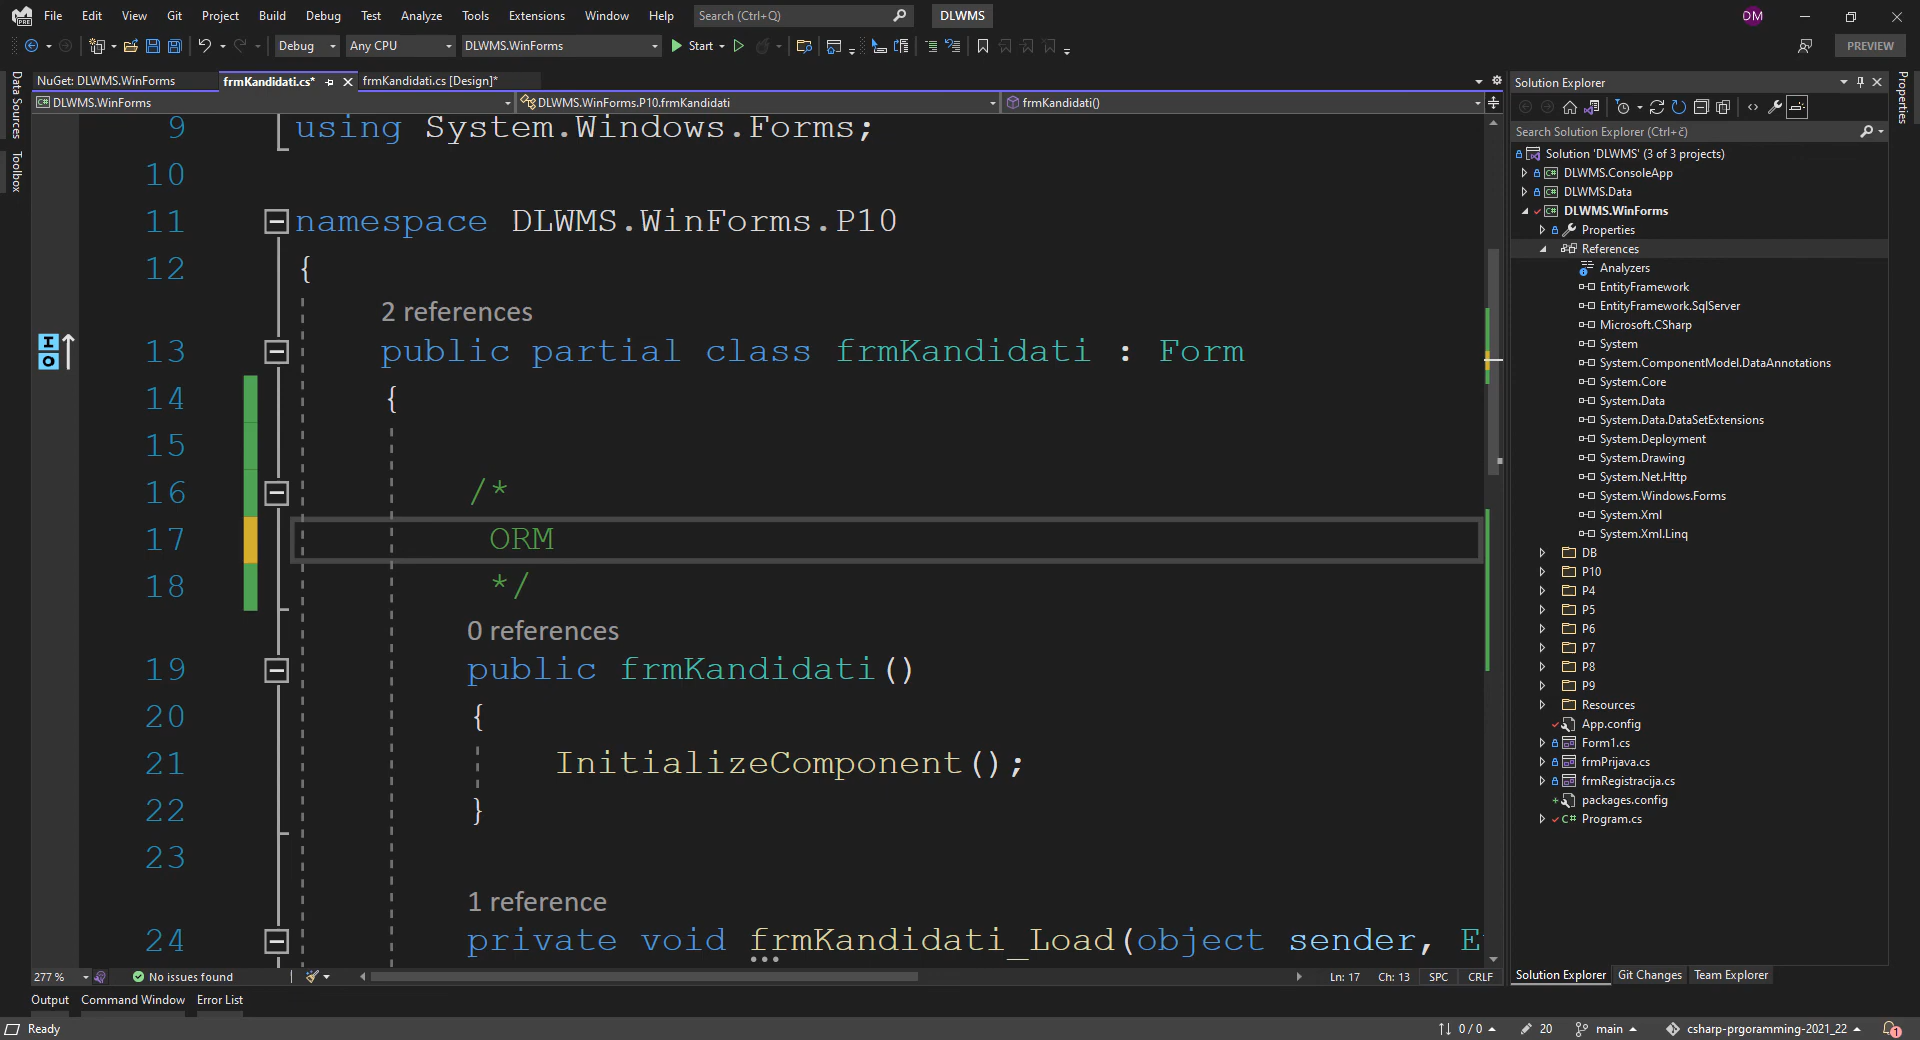 File Edit View Git Project Build Debug Test Analyze Tools Extensions Window Help Search (Ctrl+Q) DLWMS DM
Debug Any CPU DLWMS.WinForms Start PREVIEW
NuGet: DLWMS.WinForms frmKandidati.cs* frmKandidati.cs [Design]*
DLWMS.WinForms DLWMS.WinForms.P10.frmKandidati frmKandidati()
Data Sources
Toolbox
9 using System.Windows.Forms;
10
11 namespace DLWMS.WinForms.P10
12 {
2 references
13 public partial class frmKandidati : Form
14 {
15
16 /*
17 ORM
18 */
0 references
19 public frmKandidati()
20 {
21 InitializeComponent();
22 }
23
1 reference
24 private void frmKandidati_Load(object sender, E
277 % No issues found Ln: 17 Ch: 13 SPC CRLF
Output Command Window Error List
Solution Explorer
Search Solution Explorer (Ctrl+č)
Solution 'DLWMS' (3 of 3 projects)
DLWMS.ConsoleApp
DLWMS.Data
DLWMS.WinForms
Properties
References
Analyzers
EntityFramework
EntityFramework.SqlServer
Microsoft.CSharp
System
System.ComponentModel.DataAnnotations
System.Core
System.Data
System.Data.DataSetExtensions
System.Deployment
System.Drawing
System.Net.Http
System.Windows.Forms
System.Xml
System.Xml.Linq
DB
P10
P4
P5
P6
P7
P8
P9
Resources
App.config
Form1.cs
frmPrijava.cs
frmRegistracija.cs
packages.config
Program.cs
Solution Explorer Git Changes Team Explorer
Properties
Ready 0 / 0 20 main csharp-prgoramming-2021_22 1